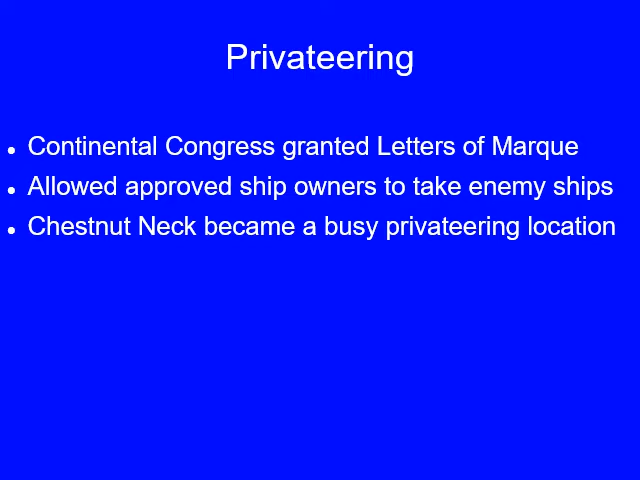 Privateering
● Continental Congress granted Letters of Marque
● Allowed approved ship owners to take enemy ships
● Chestnut Neck became a busy privateering location